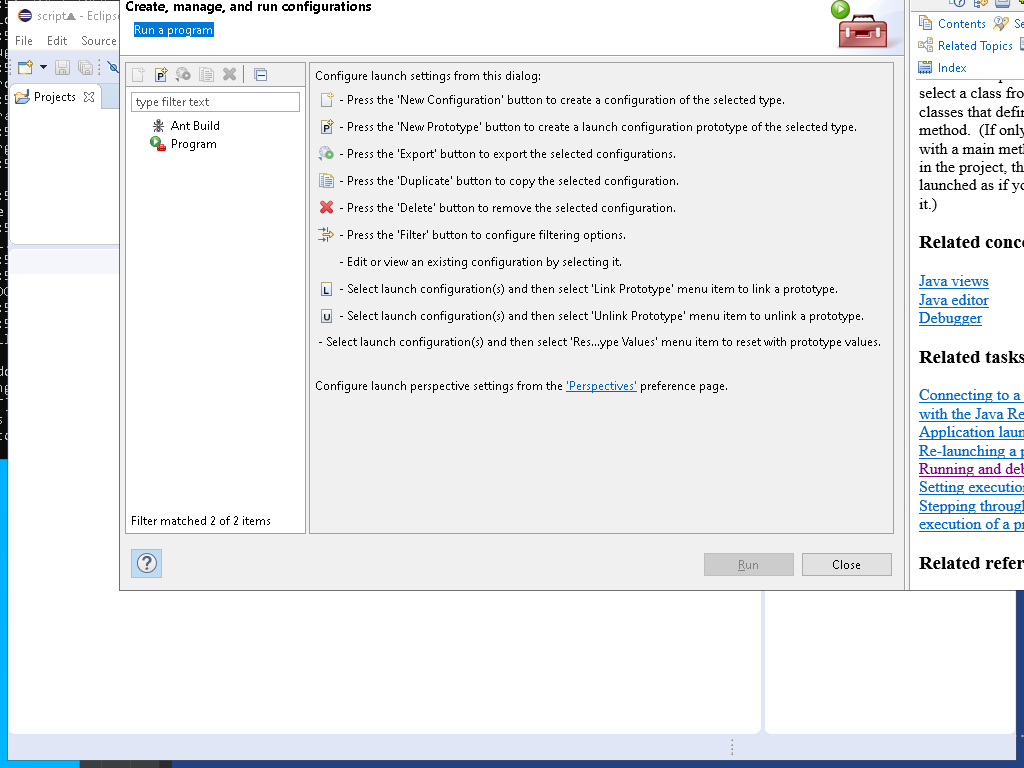 script - Eclipse
Create, manage, and run configurations
Run a program
File Edit Source
Contents
Related Topics
Index
Projects
type filter text
Ant Build
Program
Filter matched 2 of 2 items
Configure launch settings from this dialog:
- Press the 'New Configuration' button to create a configuration of the selected type.
P - Press the 'New Prototype' button to create a launch configuration prototype of the selected type.
- Press the 'Export' button to export the selected configurations.
- Press the 'Duplicate' button to copy the selected configuration.
- Press the 'Delete' button to remove the selected configuration.
- Press the 'Filter' button to configure filtering options.
- Edit or view an existing configuration by selecting it.
L - Select launch configuration(s) and then select 'Link Prototype' menu item to link a prototype.
U - Select launch configuration(s) and then select 'Unlink Prototype' menu item to unlink a prototype.
- Select launch configuration(s) and then select 'Res...ype Values' menu item to reset with prototype values.
Configure launch perspective settings from the 'Perspectives' preference page.
? Run Close
select a class fro
classes that defin
method. (If only
with a main meth
in the project, th
launched as if yo
it.)
Related conce
Java views
Java editor
Debugger
Related tasks
Connecting to a
with the Java Re
Application laun
Re-launching a p
Running and deb
Setting execution
Stepping through
execution of a pr
Related refer